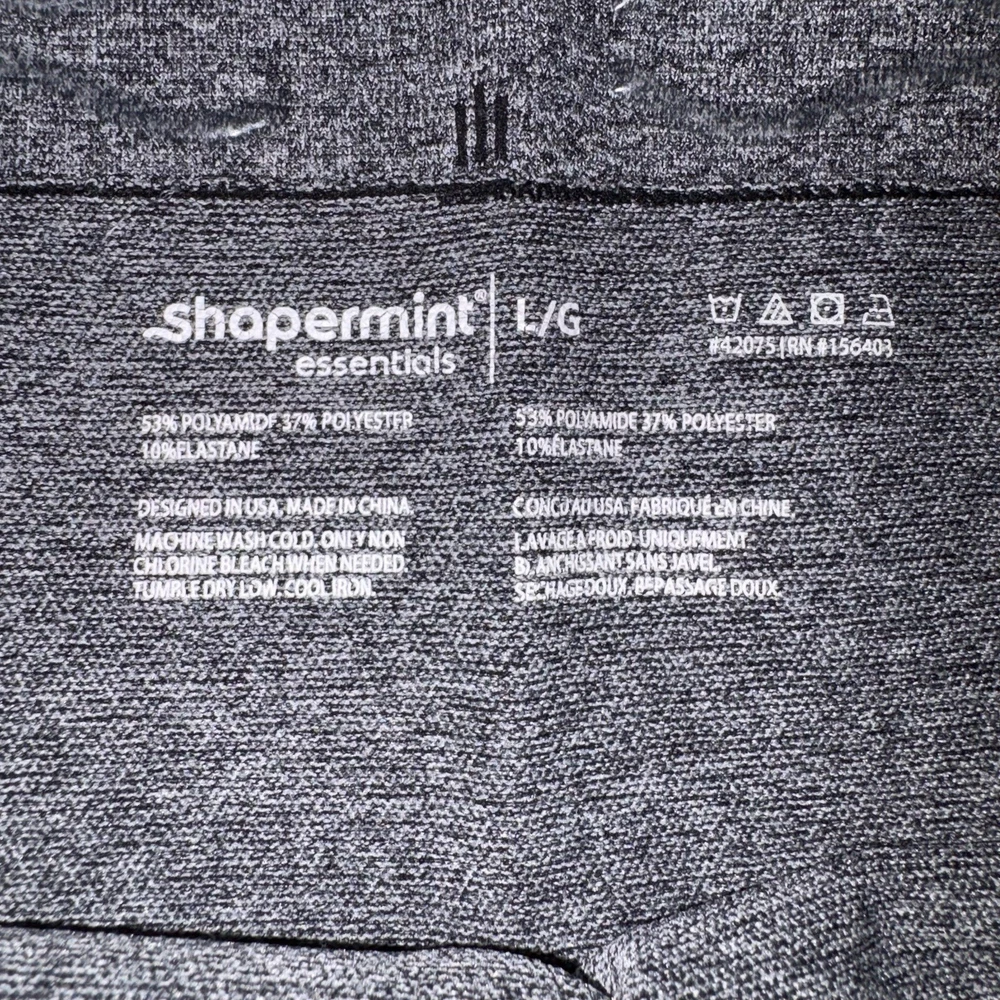 shapermint® | L/G
essentials
#42075 | RN #156403
53% POLYAMIDE 37% POLYESTER
10% ELASTANE
DESIGNED IN USA, MADE IN CHINA.
MACHINE WASH COLD. ONLY NON
CHLORINE BLEACH WHEN NEEDED.
TUMBLE DRY LOW. COOL IRON.
53% POLYAMIDE 37% POLYESTER
10% ELASTANE
CONÇU AU USA, FABRIQUÉ EN CHINE.
LAVAGE A FROID. UNIQUEMENT
BLANCHISSANT SANS JAVEL.
SECHAGE DOUX. REPASSAGE DOUX.